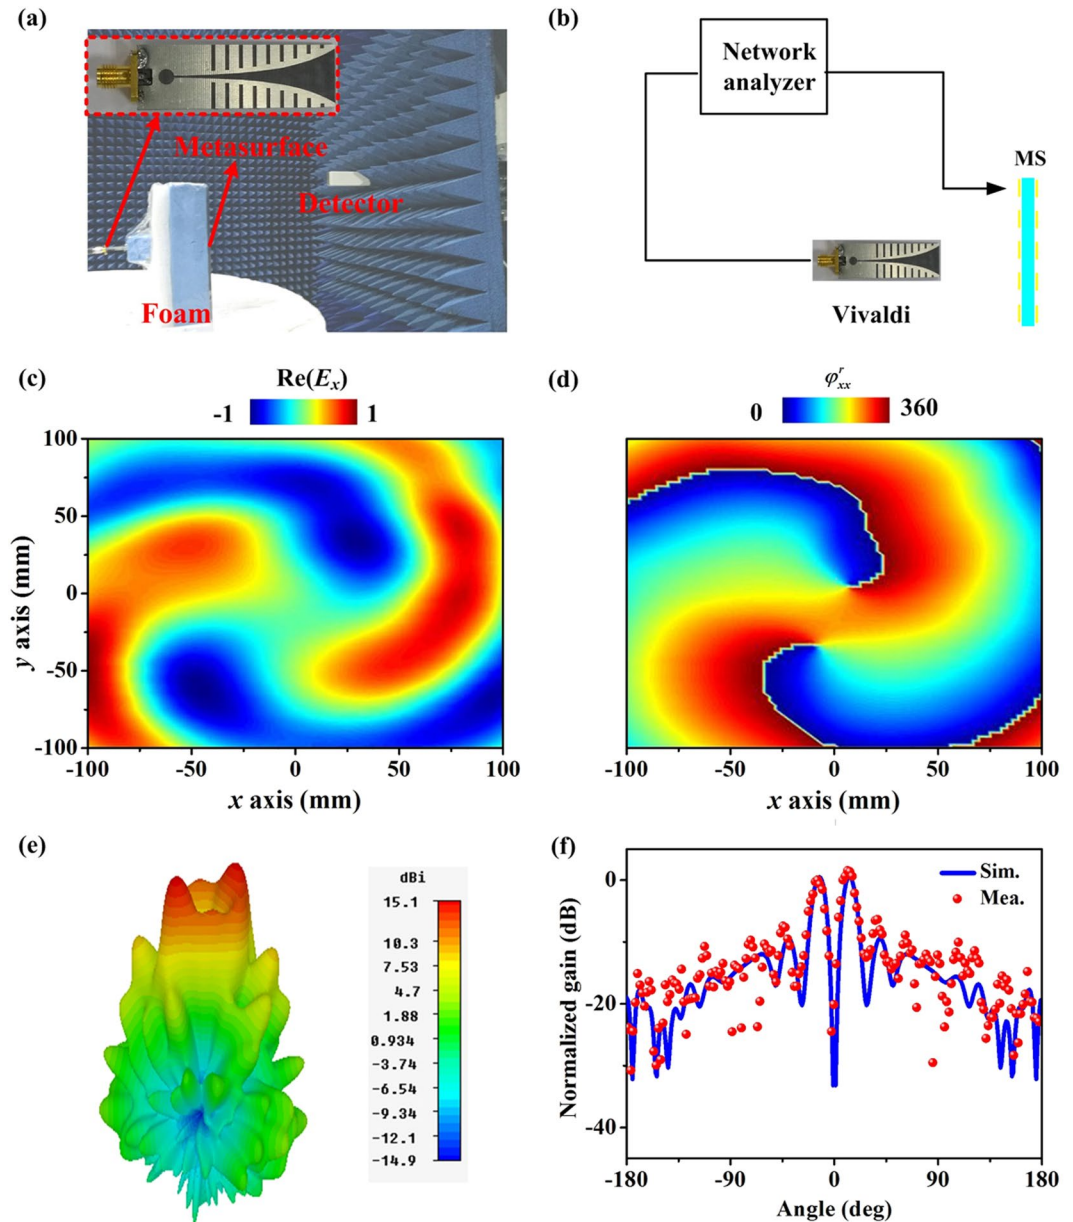 (a)
Metasurface
Detector
Foam
(b)
Network
analyzer
MS
Vivaldi
(c)
Re(Eₓ)
-1 1
100
50
0
-50
-100
y axis (mm)
-100 -50 0 50 100
x axis (mm)
(d)
φʳₓₓ
0 360
-100 -50 0 50 100
x axis (mm)
(e)
dBi
15.1
10.3
7.53
4.7
1.88
0.934
-3.74
-6.54
-9.34
-12.1
-14.9
(f)
Sim.
Mea.
0
-20
-40
Normalized gain (dB)
-180 -90 0 90 180
Angle (deg)